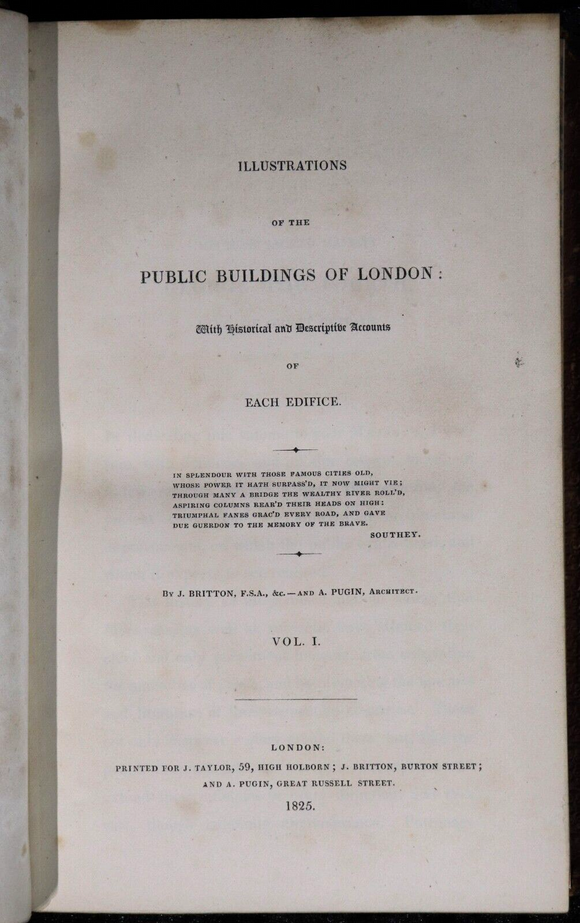 ILLUSTRATIONS
OF THE
PUBLIC BUILDINGS OF LONDON:
With Historical and Descriptive Accounts
OF
EACH EDIFICE.
IN SPLENDOUR WITH THOSE FAMOUS CITIES OLD,
WHOSE POWER IT HATH SURPASS'D, IT NOW MIGHT VIE;
THROUGH MANY A BRIDGE THE WEALTHY RIVER ROLL'D,
ASPIRING COLUMNS REAR'D THEIR HEADS ON HIGH:
TRIUMPHAL FANES GRAC'D EVERY ROAD, AND GAVE
DUE GUERDON TO THE MEMORY OF THE BRAVE.
SOUTHEY.
BY J. BRITTON, F.S.A., &c.—AND A. PUGIN, ARCHITECT.
VOL. I.
LONDON:
PRINTED FOR J. TAYLOR, 59, HIGH HOLBORN; J. BRITTON, BURTON STREET;
AND A. PUGIN, GREAT RUSSELL STREET.
1825.